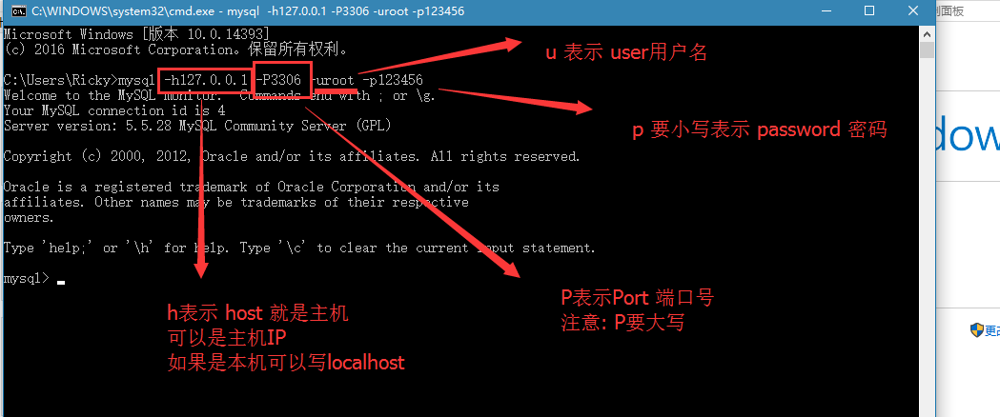 C:\WINDOWS\system32\cmd.exe - mysql -h127.0.0.1 -P3306 -uroot -p123456
制面板
Microsoft Windows [版本 10.0.14393]
(c) 2016 Microsoft Corporation。保留所有权利。
u 表示 user用户名
C:\Users\Ricky>mysql -h127.0.0.1 -P3306 -uroot -p123456
Welcome to the MySQL monitor. Commands end with ; or \g.
Your MySQL connection id is 4
Server version: 5.5.28 MySQL Community Server (GPL)
p 要小写表示 password 密码
dow
Copyright (c) 2000, 2012, Oracle and/or its affiliates. All rights reserved.
Oracle is a registered trademark of Oracle Corporation and/or its
affiliates. Other names may be trademarks of their respective
owners.
Type 'help;' or '\h' for help. Type '\c' to clear the current input statement.
mysql>
h表示 host 就是主机
可以是主机IP
如果是本机可以写localhost
P表示Port 端口号
注意: P要大写
更改